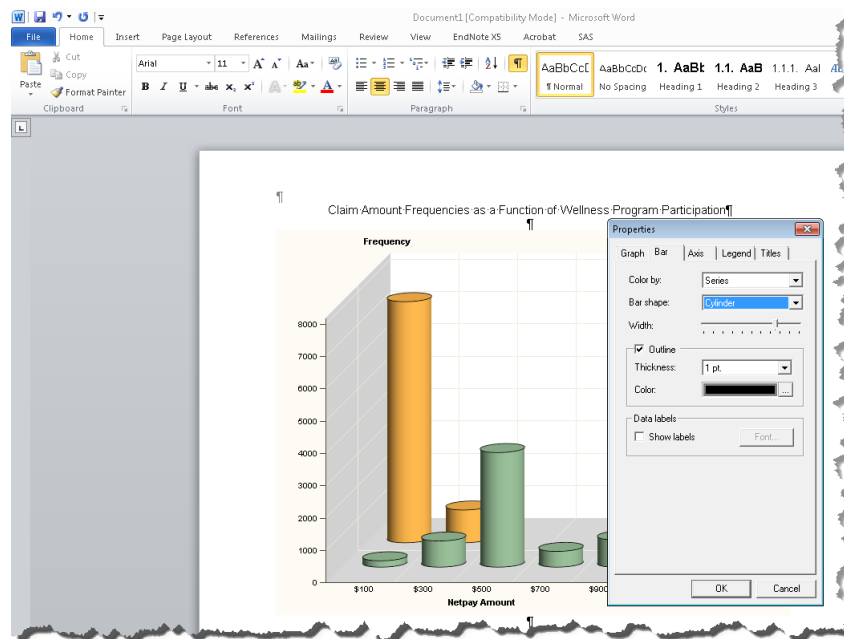 Document1 [Compatibility Mode] - Microsoft Word
File Home Insert Page Layout References Mailings Review View EndNote X5 Acrobat SAS
Paste
Cut
Copy
Format Painter
Clipboard
Arial 11
Font
Paragraph
AaBbCcD AaBbCcDc 1. AaBb 1.1. AaB 1.1.1. Aal
¶ Normal No Spacing Heading 1 Heading 2 Heading 3
Styles
Claim Amount Frequencies as a Function of Wellness Program Participation¶
Frequency
8000
7000
6000
5000
4000
3000
2000
1000
0
$100 $300 $500 $700 $900
Netpay Amount
Properties
Graph Bar Axis Legend Titles
Color by: Series
Bar shape: Cylinder
Width:
Outline
Thickness: 1 pt.
Color: ...
Data labels
Show labels Font...
OK Cancel